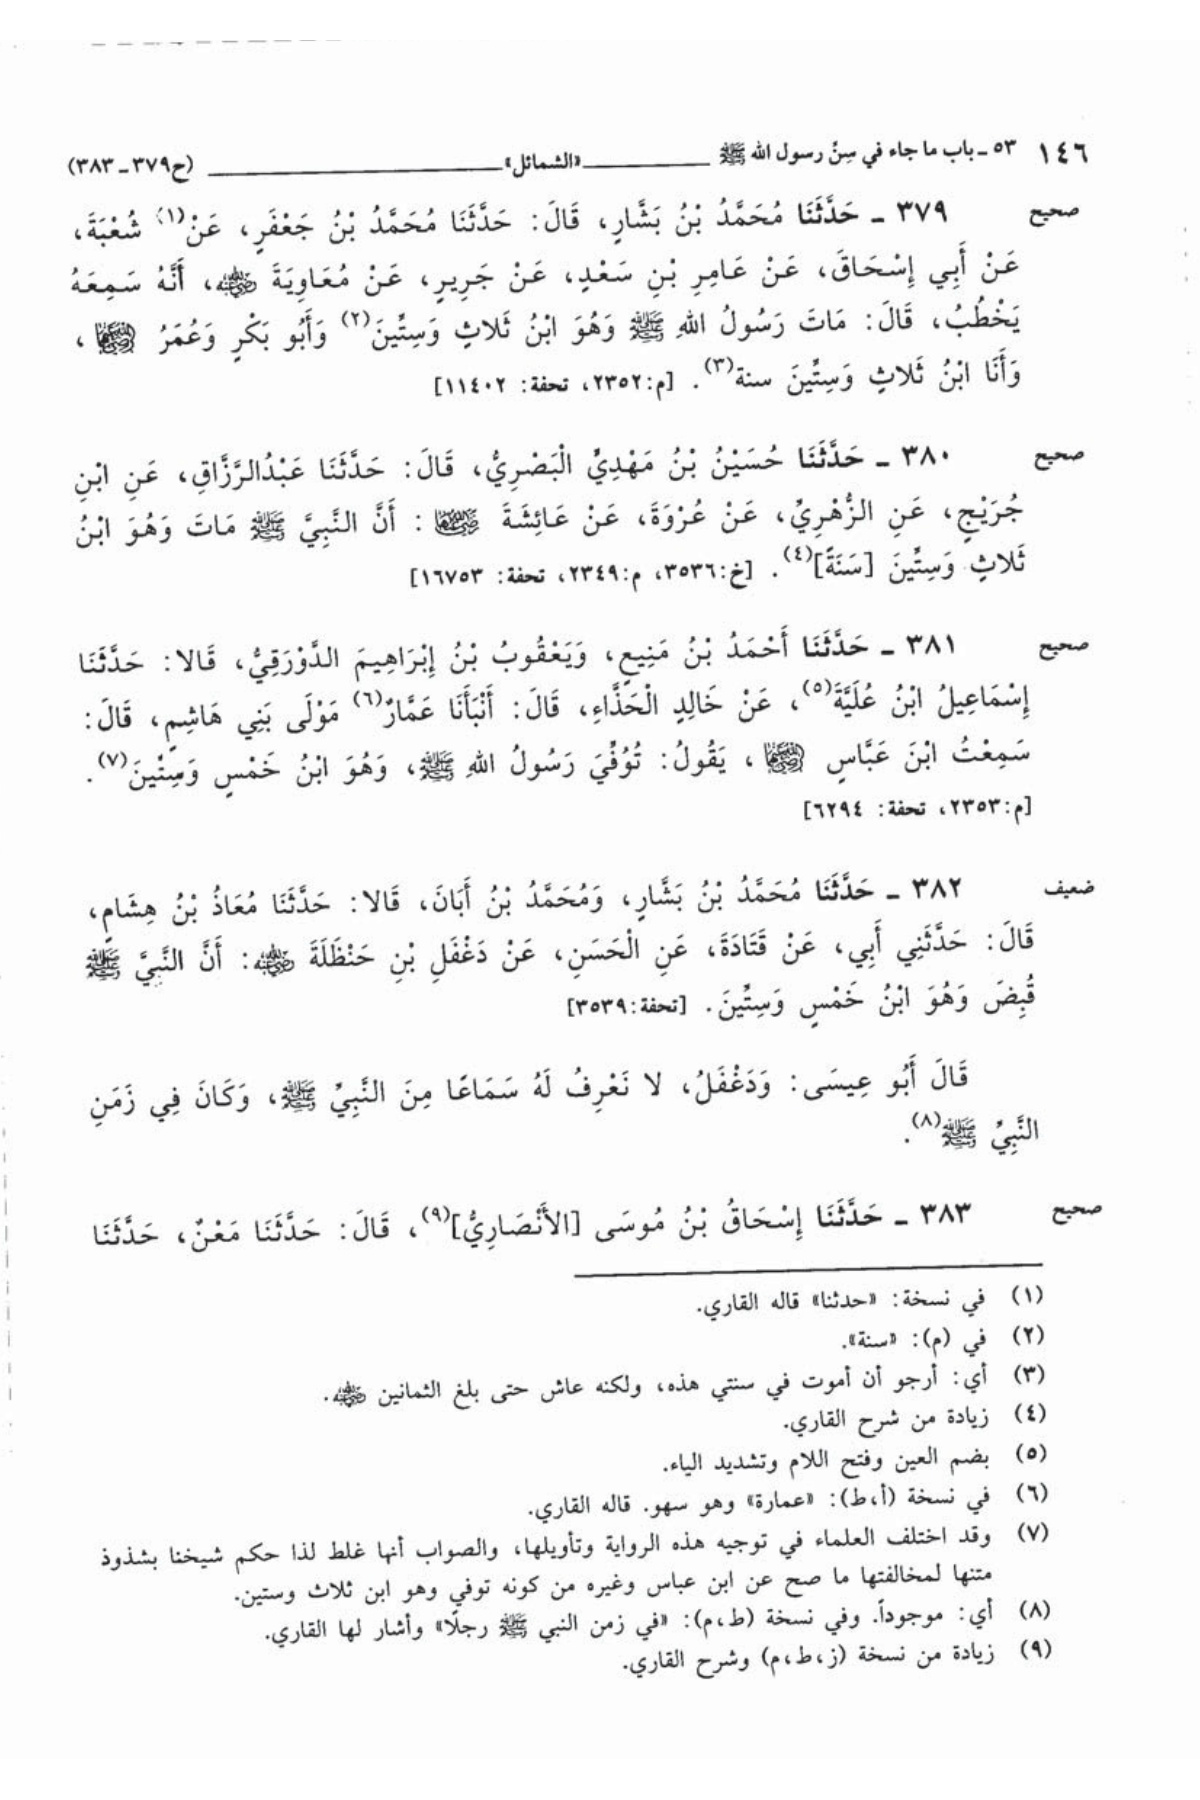 ١٤٦ ٥٣ ـ باب ما جاء في سِنِّ رسول الله ﷺ ــــــ «الشمائل» ــــــ (ح٣٧٩ ـ ٣٨٣)
صحيح ٣٧٩ ـ حَدَّثَنَا مُحَمَّدُ بْنُ بَشَّارٍ، قَالَ: حَدَّثَنَا مُحَمَّدُ بْنُ جَعْفَرٍ، عَنْ(١) شُعْبَةَ،
عَنْ أَبِي إِسْحَاقَ، عَنْ عَامِرِ بْنِ سَعْدٍ، عَنْ جَرِيرٍ، عَنْ مُعَاوِيَةَ رضي الله عنه، أَنَّهُ سَمِعَهُ
يَخْطُبُ، قَالَ: مَاتَ رَسُولُ اللهِ ﷺ وَهُوَ ابْنُ ثَلاثٍ وَسِتِّينَ(٢) وَأَبُو بَكْرٍ وَعُمَرُ رضي الله عنهما،
وَأَنَا ابْنُ ثَلاثٍ وَسِتِّينَ سنة(٣). [م:٢٣٥٢، تحفة: ١١٤٠٢]
صحيح ٣٨٠ ـ حَدَّثَنَا حُسَيْنُ بْنُ مَهْدِيٍّ الْبَصْرِيُّ، قَالَ: حَدَّثَنَا عَبْدُالرَّزَّاقِ، عَنِ ابْنِ
جُرَيْجٍ، عَنِ الزُّهْرِيِّ، عَنْ عُرْوَةَ، عَنْ عَائِشَةَ رضي الله عنها: أَنَّ النَّبِيَّ ﷺ مَاتَ وَهُوَ ابْنُ
ثَلاثٍ وَسِتِّينَ [سَنَةً](٤). [خ:٣٥٣٦، م:٢٣٤٩، تحفة: ١٦٧٥٣]
صحيح ٣٨١ ـ حَدَّثَنَا أَحْمَدُ بْنُ مَنِيعٍ، وَيَعْقُوبُ بْنُ إِبْرَاهِيمَ الدَّوْرَقِيُّ، قَالا: حَدَّثَنَا
إِسْمَاعِيلُ ابْنُ عُلَيَّةَ(٥)، عَنْ خَالِدٍ الْحَذَّاءِ، قَالَ: أَنْبَأَنَا عَمَّارٌ(٦) مَوْلَى بَنِي هَاشِمٍ، قَالَ:
سَمِعْتُ ابْنَ عَبَّاسٍ رضي الله عنهما، يَقُولُ: تُوُفِّيَ رَسُولُ اللهِ ﷺ، وَهُوَ ابْنُ خَمْسٍ وَسِتِّينَ(٧).
[م:٢٣٥٣، تحفة: ٦٢٩٤]
ضعيف ٣٨٢ ـ حَدَّثَنَا مُحَمَّدُ بْنُ بَشَّارٍ، وَمُحَمَّدُ بْنُ أَبَانَ، قَالا: حَدَّثَنَا مُعَاذُ بْنُ هِشَامٍ،
قَالَ: حَدَّثَنِي أَبِي، عَنْ قَتَادَةَ، عَنِ الْحَسَنِ، عَنْ دَغْفَلِ بْنِ حَنْظَلَةَ رضي الله عنه: أَنَّ النَّبِيَّ ﷺ
قُبِضَ وَهُوَ ابْنُ خَمْسٍ وَسِتِّينَ. [تحفة:٣٥٣٩]
قَالَ أَبُو عِيسَى: وَدَغْفَلُ، لا نَعْرِفُ لَهُ سَمَاعًا مِنَ النَّبِيِّ ﷺ، وَكَانَ فِي زَمَنِ
النَّبِيِّ ﷺ(٨).
صحيح ٣٨٣ ـ حَدَّثَنَا إِسْحَاقُ بْنُ مُوسَى [الأَنْصَارِيُّ](٩)، قَالَ: حَدَّثَنَا مَعْنٌ، حَدَّثَنَا
(١) في نسخة: «حدثنا» قاله القاري.
(٢) في (م): «سنة».
(٣) أي: أرجو أن أموت في سنتي هذه، ولكنه عاش حتى بلغ الثمانين رضي الله عنه.
(٤) زيادة من شرح القاري.
(٥) بضم العين وفتح اللام وتشديد الياء.
(٦) في نسخة (أ،ط): «عمارة» وهو سهو. قاله القاري.
(٧) وقد اختلف العلماء في توجيه هذه الرواية وتأويلها، والصواب أنها غلط لذا حكم شيخنا بشذوذ
متنها لمخالفتها ما صح عن ابن عباس وغيره من كونه توفي وهو ابن ثلاث وستين.
(٨) أي: موجوداً. وفي نسخة (ط،م): «في زمن النبي ﷺ رجلًا» وأشار لها القاري.
(٩) زيادة من نسخة (ز،ط،م) وشرح القاري.